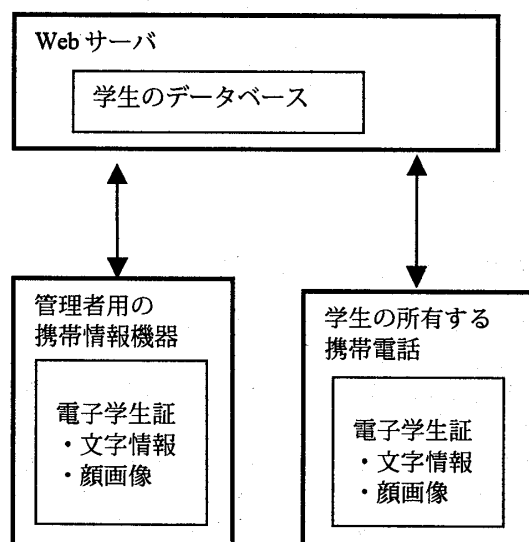 Webサーバ
学生のデータベース
管理者用の
携帯情報機器
電子学生証
・文字情報
・顔画像
学生の所有する
携帯電話
電子学生証
・文字情報
・顔画像